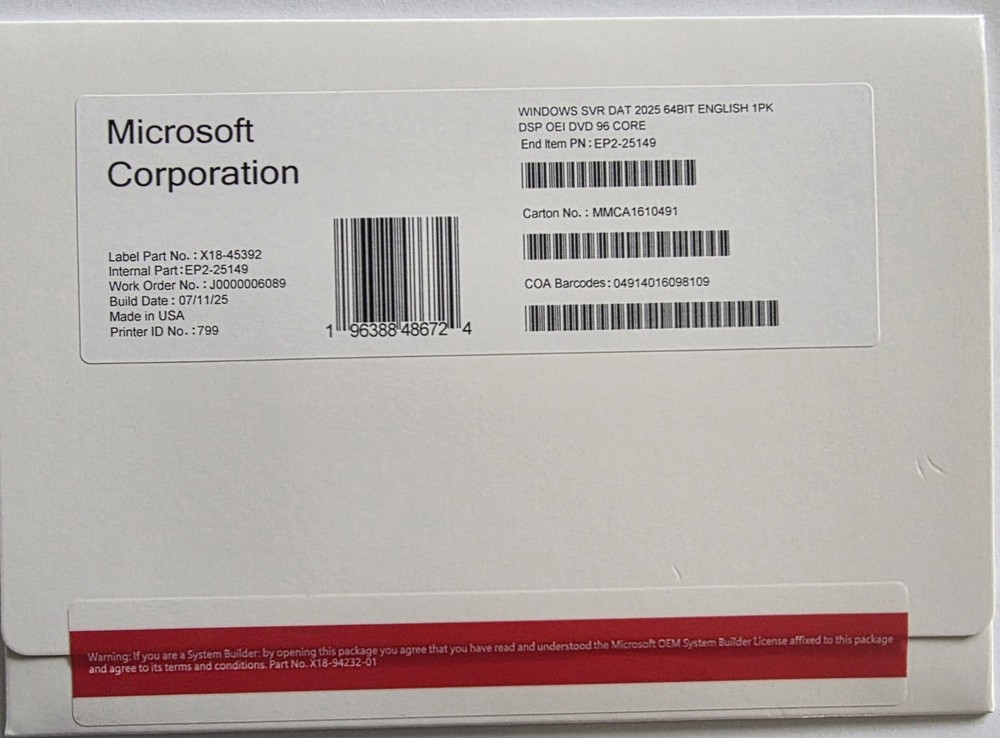 Microsoft
Corporation
Label Part No. : X18-45392
Internal Part:EP2-25149
Work Order No. : J0000006089
Build Date : 07/11/25
Made in USA
Printer ID No. : 799
1 96388 48672 4
WINDOWS SVR DAT 2025 64BIT ENGLISH 1PK
DSP OEI DVD 96 CORE
End Item PN : EP2-25149
Carton No. : MMCA1610491
COA Barcodes : 04914016098109
Warning: If you are a System Builder: by opening this package you agree that you have read and understood the Microsoft OEM System Builder License affixed to this package
and agree to its terms and conditions. Part No. X18-94232-01